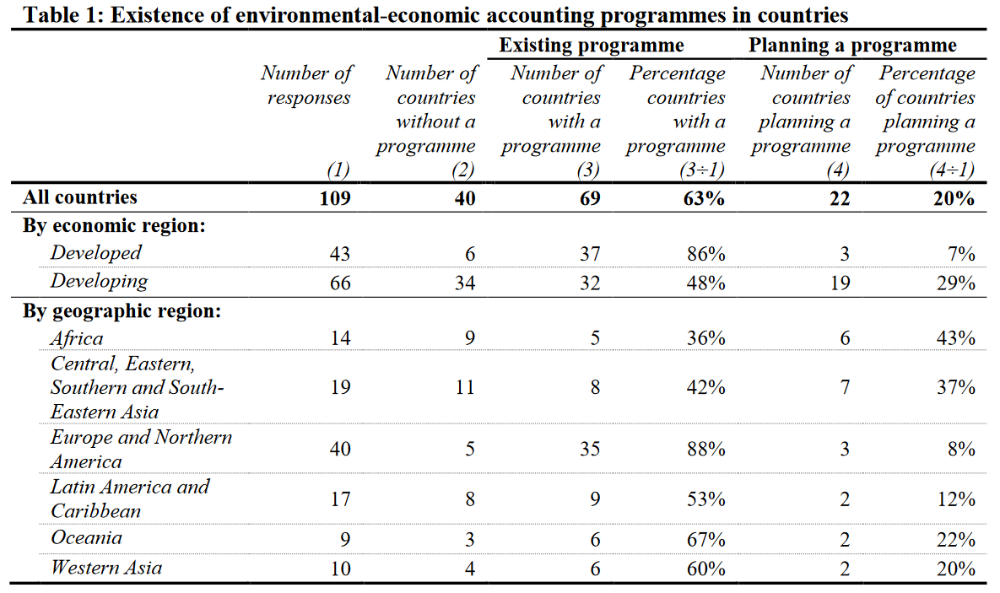 Table 1: Existence of environmental-economic accounting programmes in countries
Existing programme Planning a programme
Number of Number of Number of Percentage Number of Percentage
responses countries countries countries countries of countries
without a with a with a planning a planning a
programme programme programme programme programme
(1) (2) (3) (3÷1) (4) (4÷1)
All countries 109 40 69 63% 22 20%
By economic region:
Developed 43 6 37 86% 3 7%
Developing 66 34 32 48% 19 29%
By geographic region:
Africa 14 9 5 36% 6 43%
Central, Eastern,
Southern and South- 19 11 8 42% 7 37%
Eastern Asia
Europe and Northern
America 40 5 35 88% 3 8%
Latin America and
Caribbean 17 8 9 53% 2 12%
Oceania 9 3 6 67% 2 22%
Western Asia 10 4 6 60% 2 20%